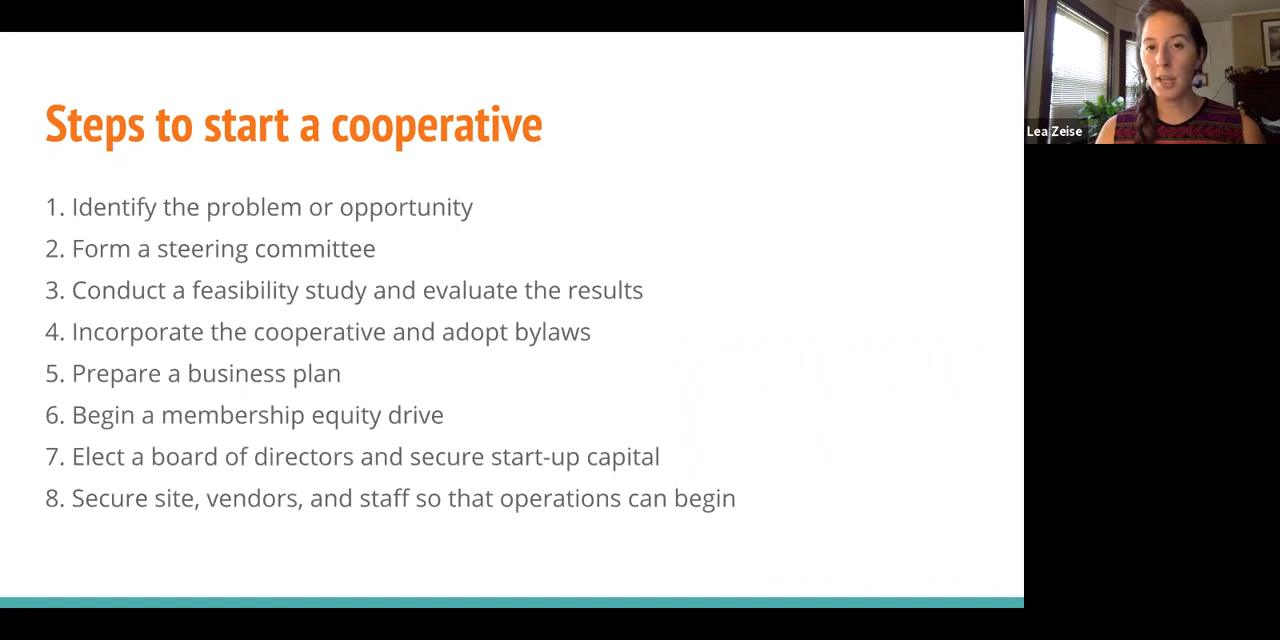 Steps to start a cooperative
1. Identify the problem or opportunity
2. Form a steering committee
3. Conduct a feasibility study and evaluate the results
4. Incorporate the cooperative and adopt bylaws
5. Prepare a business plan
6. Begin a membership equity drive
7. Elect a board of directors and secure start-up capital
8. Secure site, vendors, and staff so that operations can begin
Lea Zeise